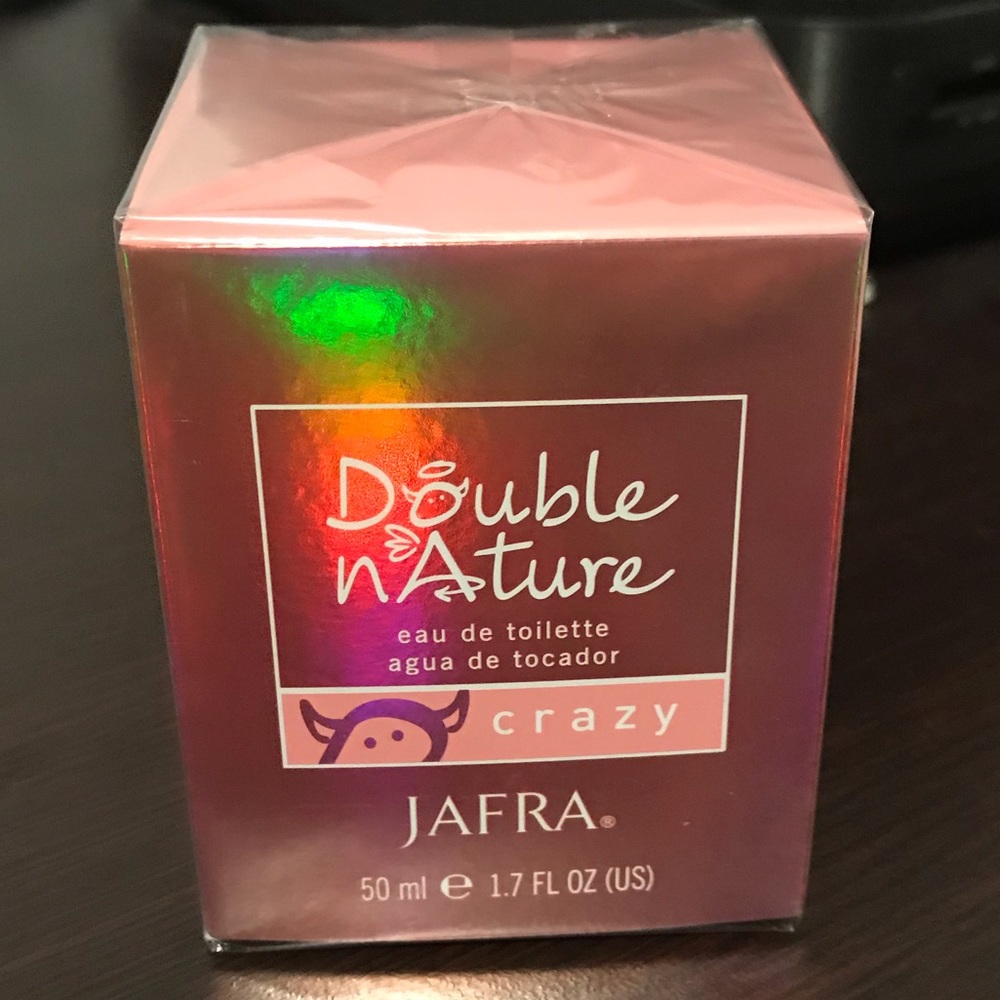 Double
nAture
eau de toilette
agua de tocador
crazy
JAFRA®
50 ml ℮ 1.7 FL OZ (US)